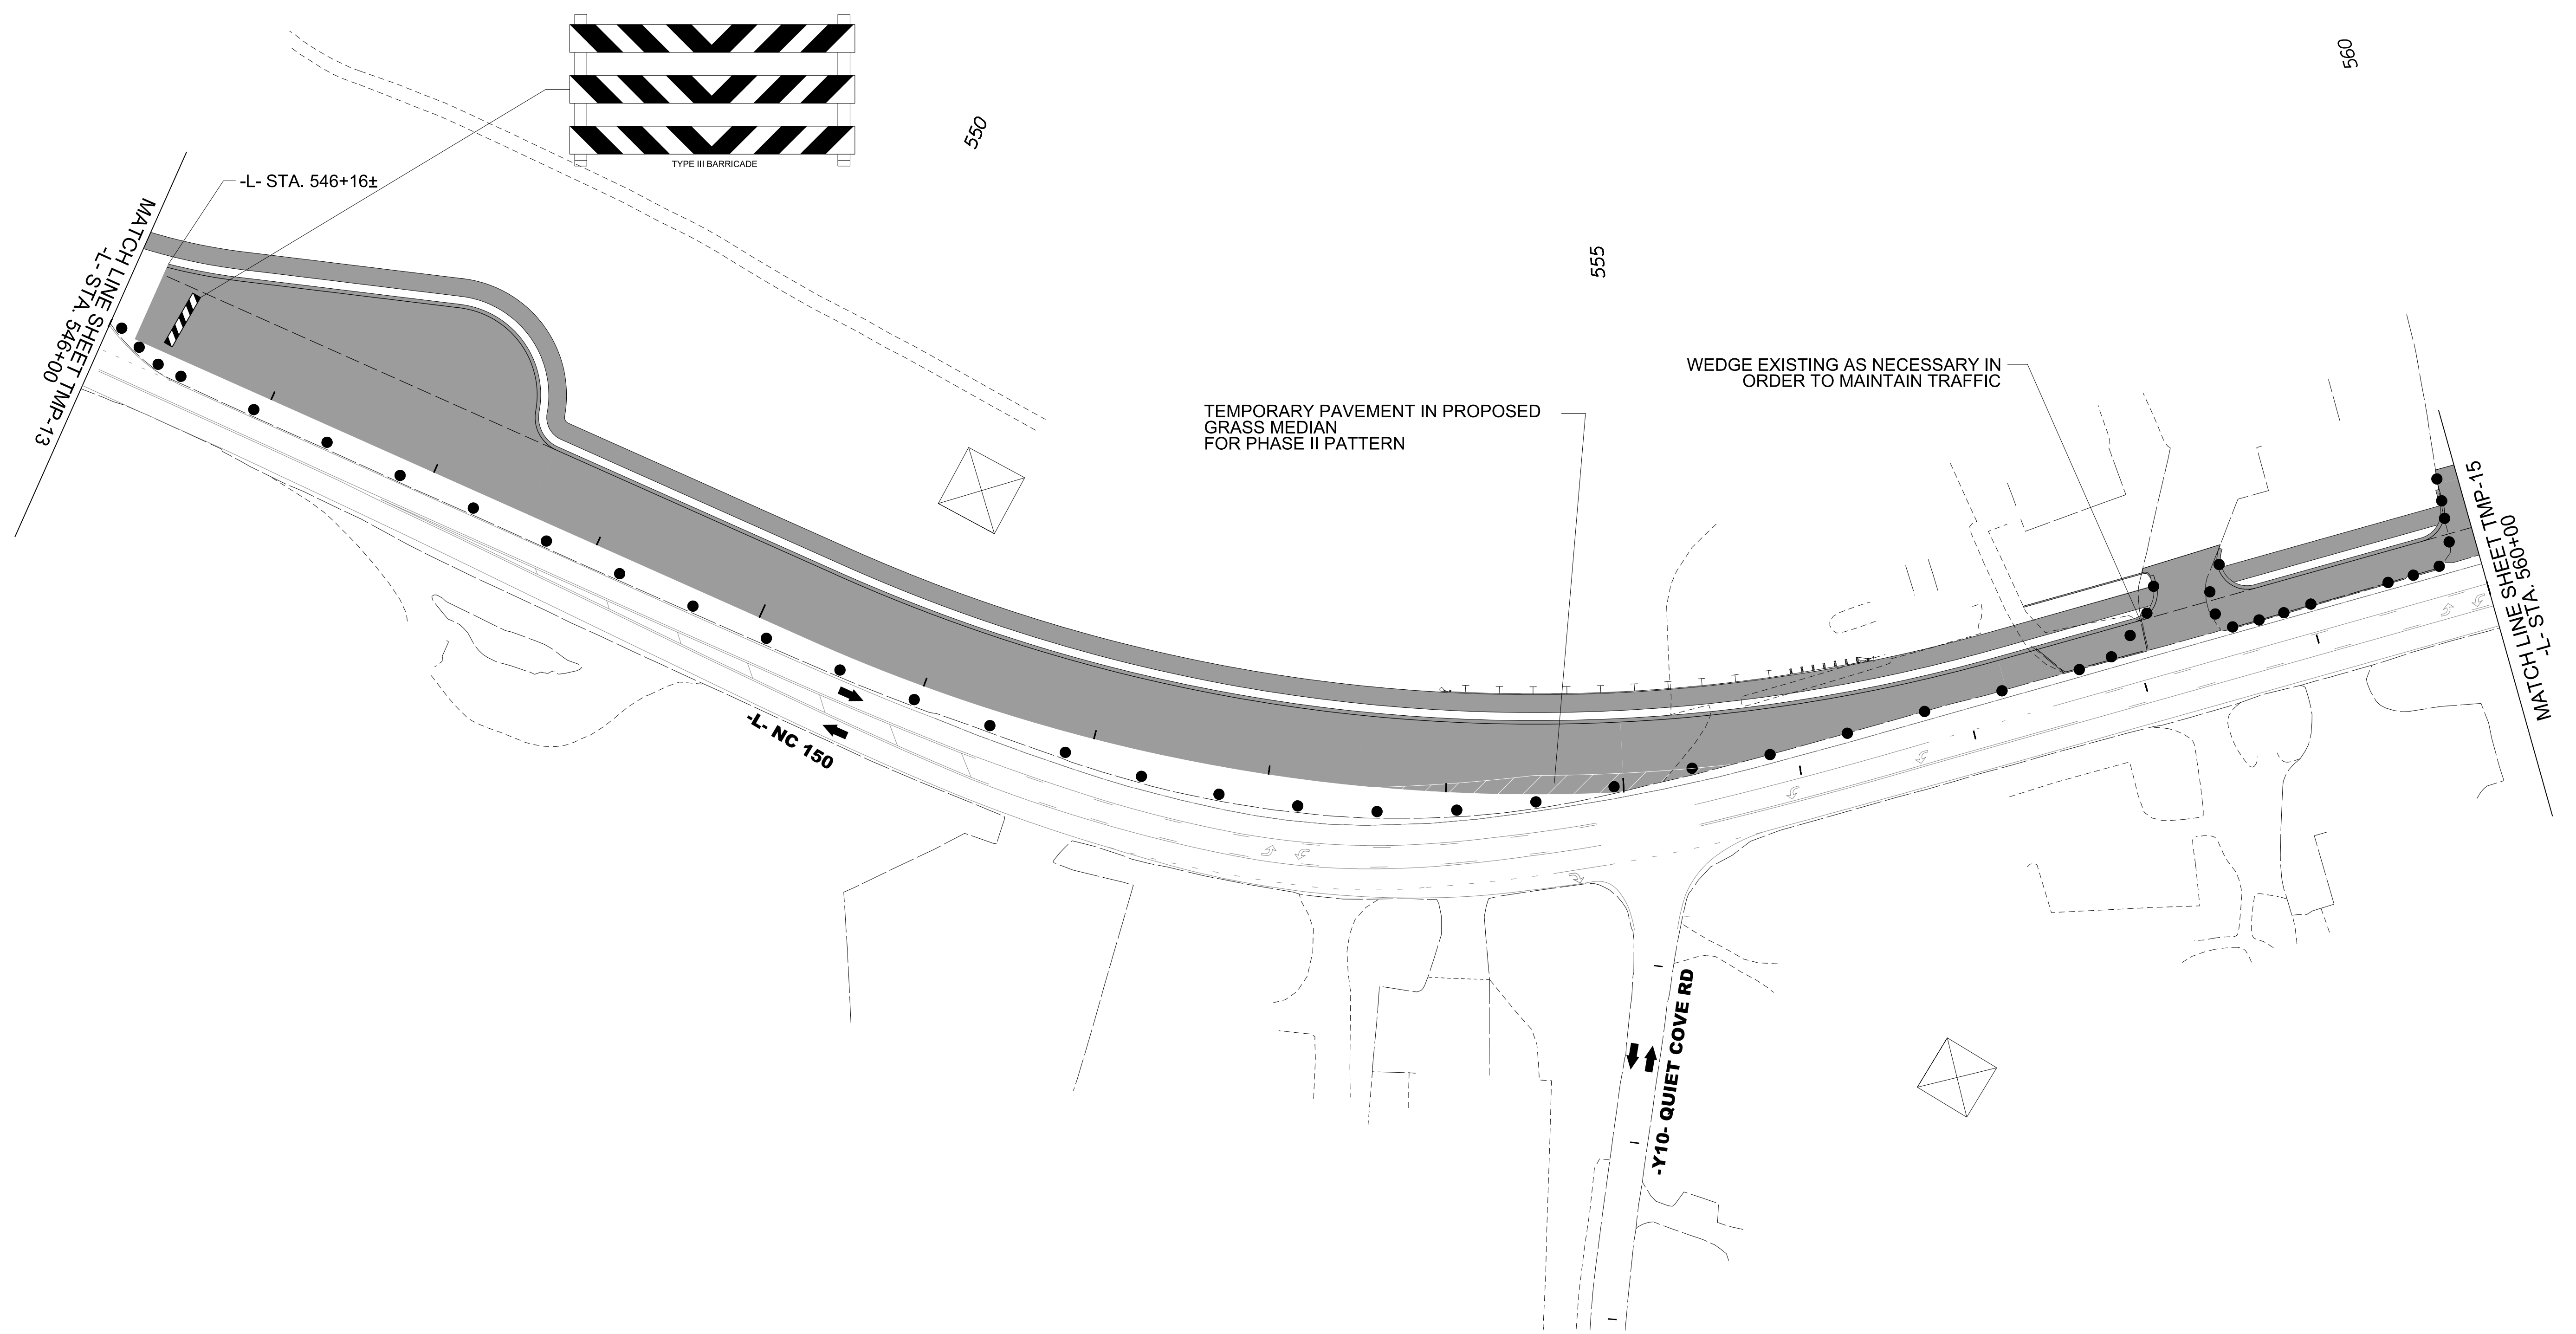 TYPE III BARRICADE
550
560
-L- STA. 546+16±
MATCH LINE SHEET TMP-13
-L- STA. 546+00
555
WEDGE EXISTING AS NECESSARY IN
ORDER TO MAINTAIN TRAFFIC
TEMPORARY PAVEMENT IN PROPOSED
GRASS MEDIAN
FOR PHASE II PATTERN
MATCH LINE SHEET TMP-15
-L- STA. 560+00
-L- NC 150
-Y10- QUIET COVE RD